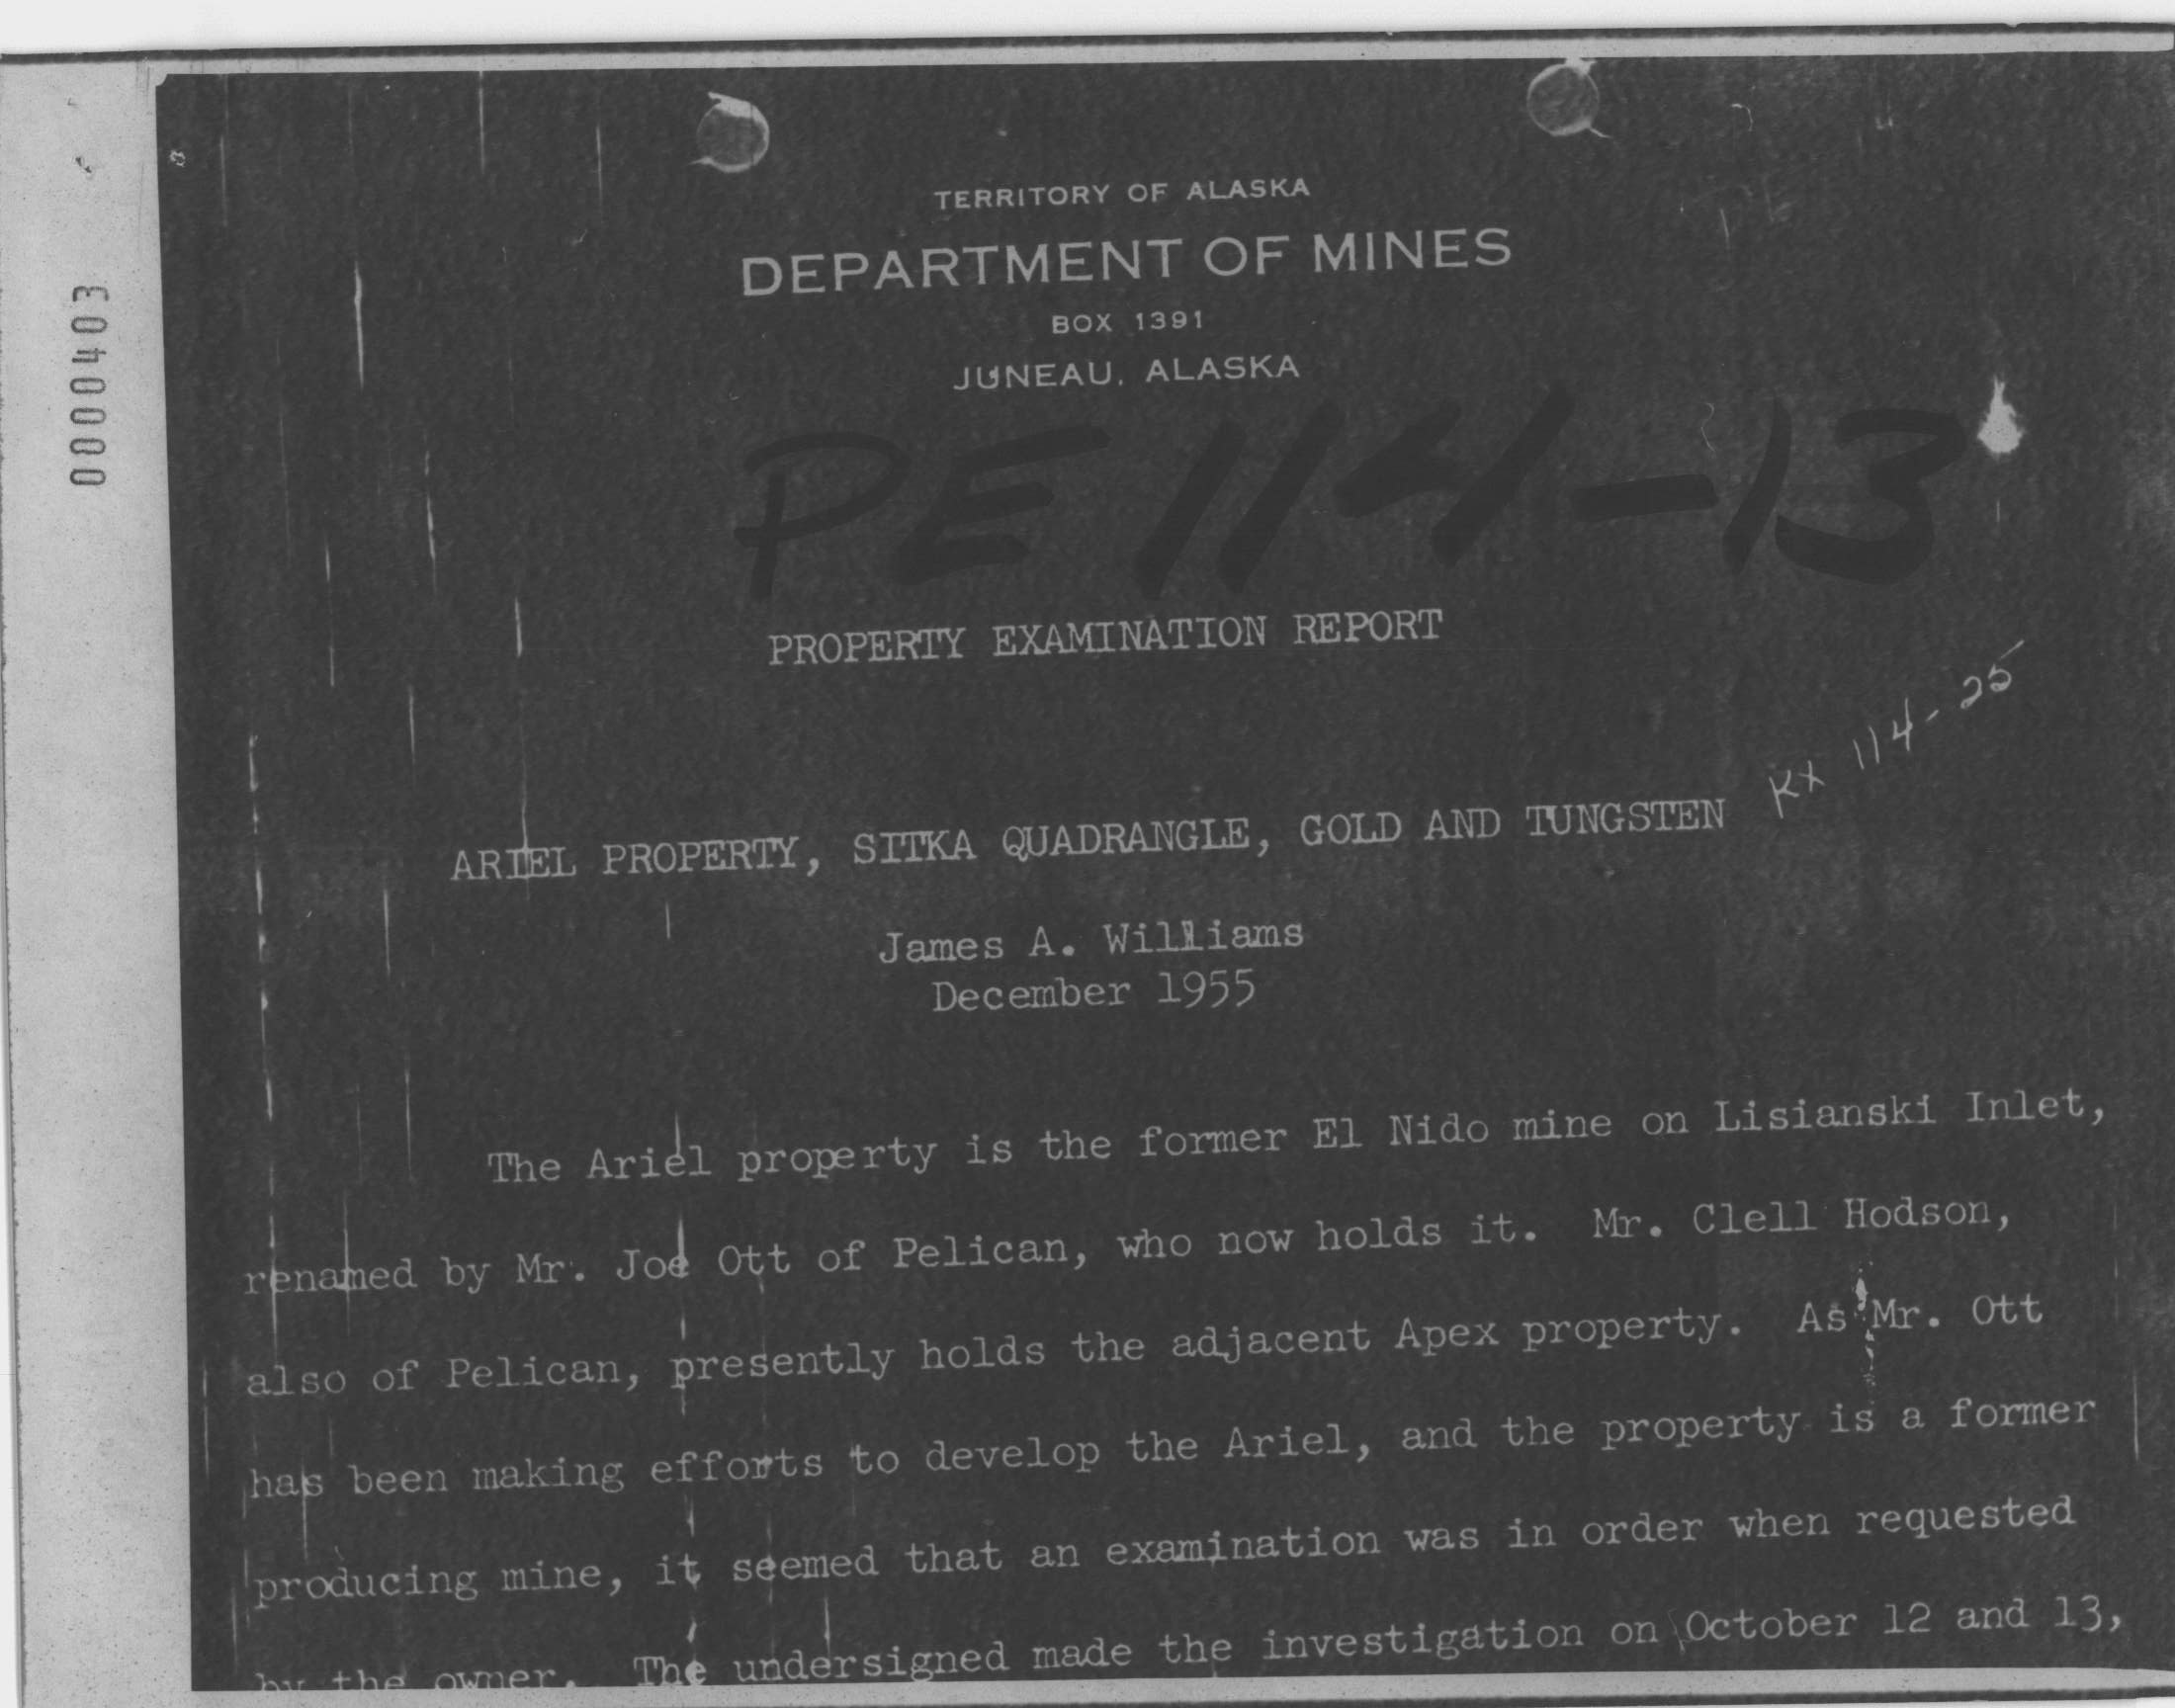 TERRITORY OF ALASKA
DEPARTMENT OF MINES
BOX 1391
JUNEAU, ALASKA
PE 114-13
PROPERTY EXAMINATION REPORT
KX 114-25
ARIEL PROPERTY, SITKA QUADRANGLE, GOLD AND TUNGSTEN
James A. Williams
December 1955
The Ariel property is the former El Nido mine on Lisianski Inlet,
renamed by Mr. Joe Ott of Pelican, who now holds it. Mr. Clell Hodson,
also of Pelican, presently holds the adjacent Apex property. As Mr. Ott
has been making efforts to develop the Ariel, and the property is a former
producing mine, it seemed that an examination was in order when requested
by the owner. The undersigned made the investigation on October 12 and 13,
0000403